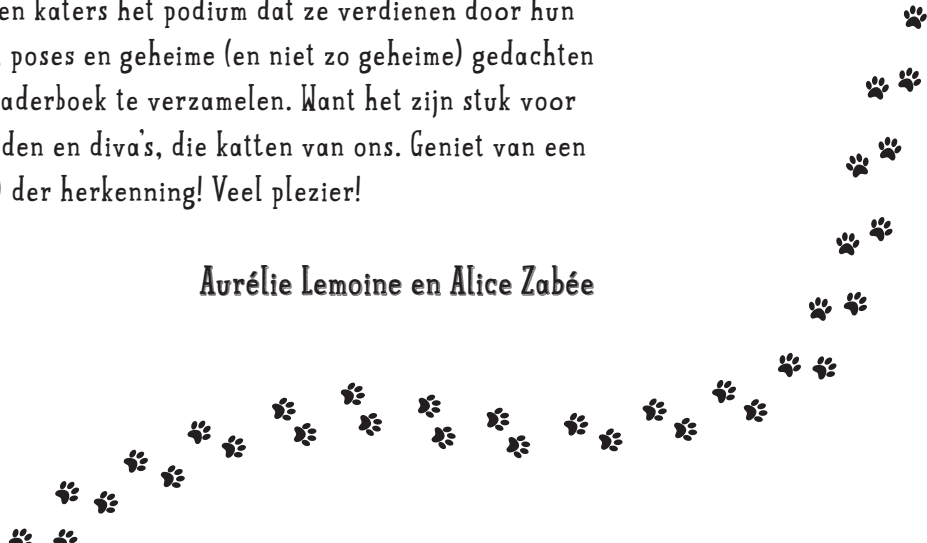 en katers het podium dat ze verdienen door hun
poses en geheime (en niet zo geheime) gedachten
aderboek te verzamelen. Want het zijn stuk voor
den en diva's, die katten van ons. Geniet van een
der herkenning! Veel plezier!
Aurélie Lemoine en Alice Zabée